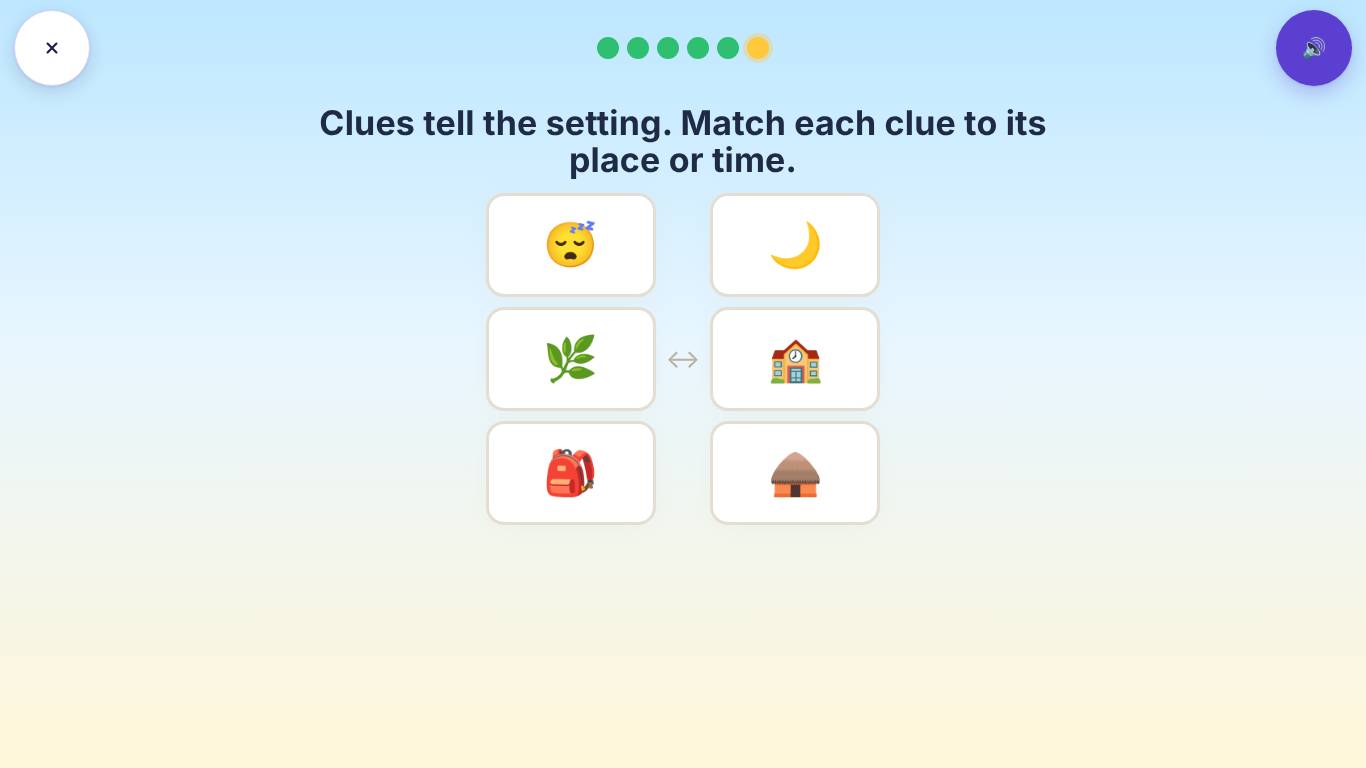 Clues tell the setting. Match each clue to its
place or time.